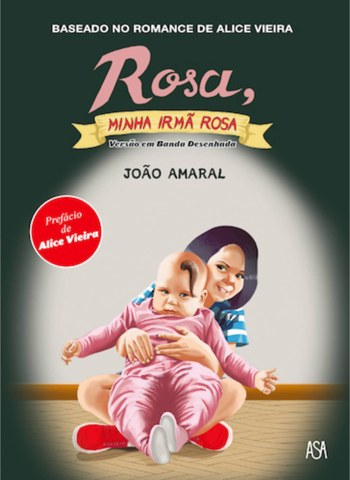 BASEADO NO ROMANCE DE ALICE VIEIRA
Rosa,
MINHA IRMÃ ROSA
Versão em Banda Desenhada
JOÃO AMARAL
Prefácio
de
Alice Vieira
ASA